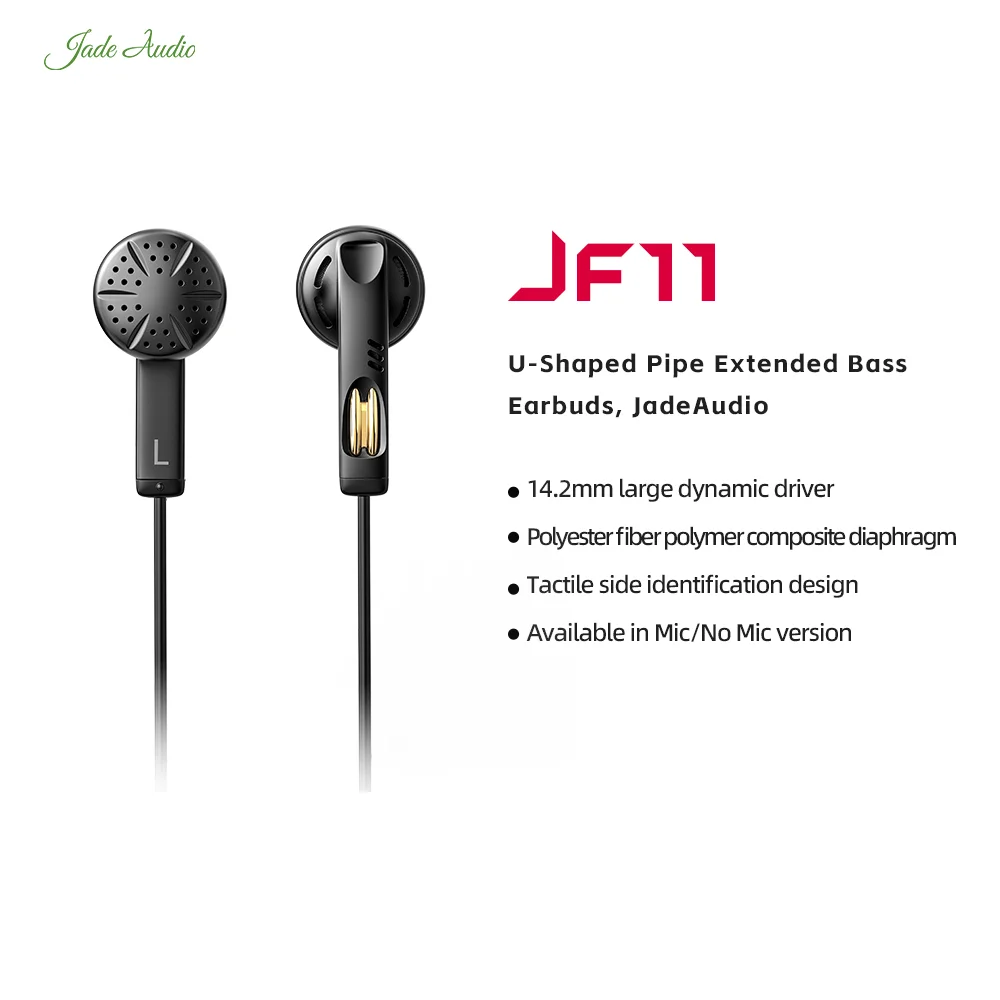 Jade Audio
JF11
U-Shaped Pipe Extended Bass
Earbuds, JadeAudio
L
• 14.2mm large dynamic driver
• Polyester fiber polymer composite diaphragm
• Tactile side identification design
• Available in Mic/No Mic version